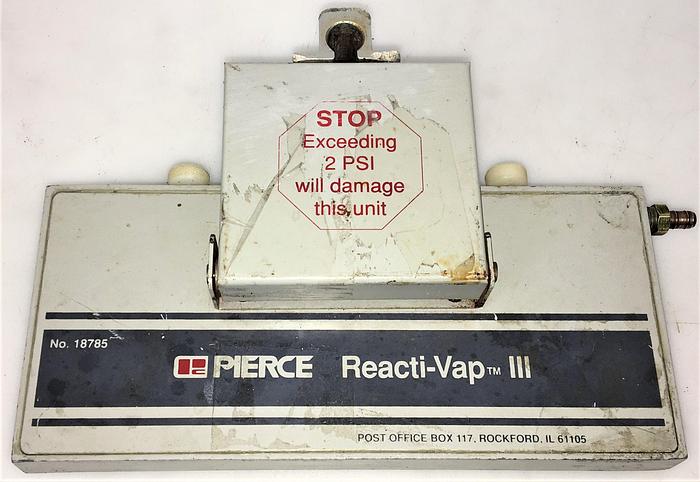 STOP
Exceeding
2 PSI
will damage
this unit
No. 18785
PIERCE Reacti-Vap™ III
POST OFFICE BOX 117, ROCKFORD, IL 61105